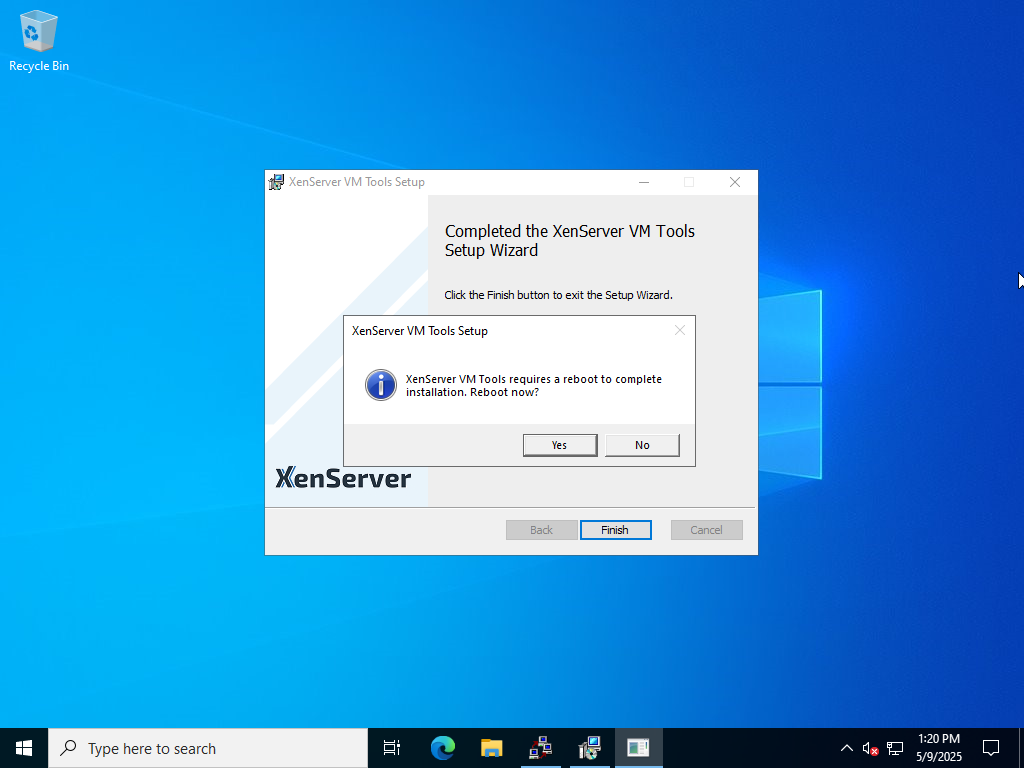 Recycle Bin
XenServer VM Tools Setup
Completed the XenServer VM Tools
Setup Wizard
Click the Finish button to exit the Setup Wizard.
XenServer VM Tools Setup
XenServer VM Tools requires a reboot to complete
installation. Reboot now?
Yes No
XenServer
Back Finish Cancel
Type here to search
1:20 PM
5/9/2025